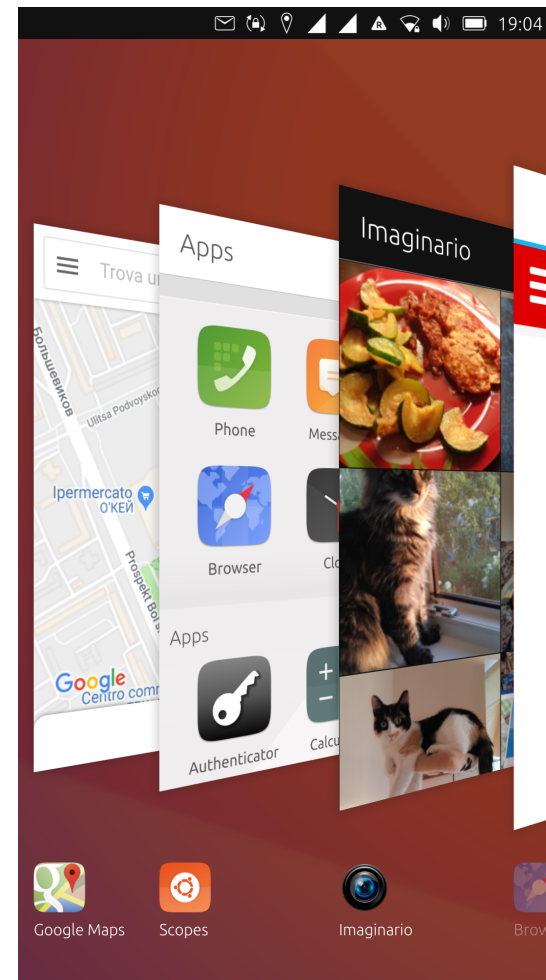 19:04
Trova u
Большевиков
Ulitsa Podvoysko
Ipermercato
О'КЕЙ
Prospekt Bol'
Google
Centro comm
Apps
Phone
Mess
Browser
Clo
Apps
Authenticator
Calcu
Imaginario
Google Maps
Scopes
Imaginario
Brow